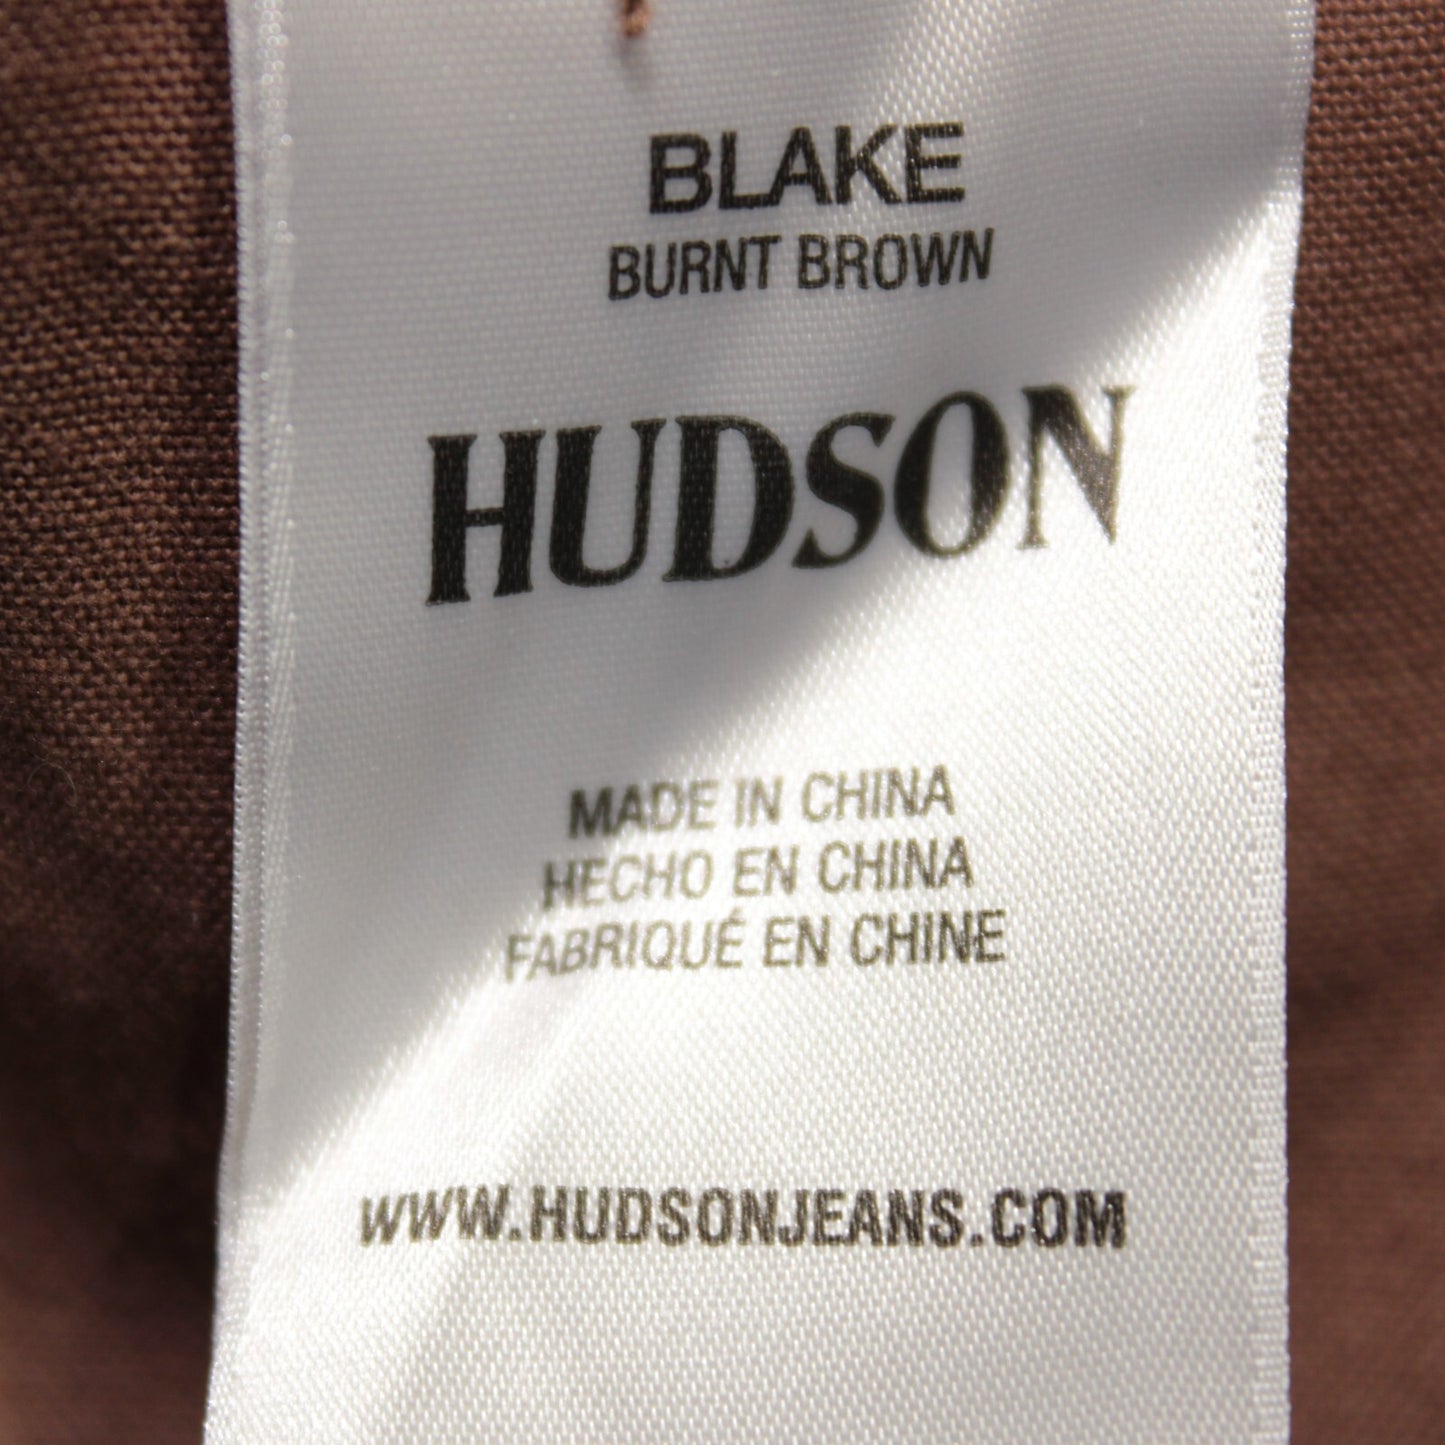 BLAKE
BURNT BROWN
HUDSON
MADE IN CHINA
HECHO EN CHINA
FABRIQUÉ EN CHINE
WWW.HUDSONJEANS.COM